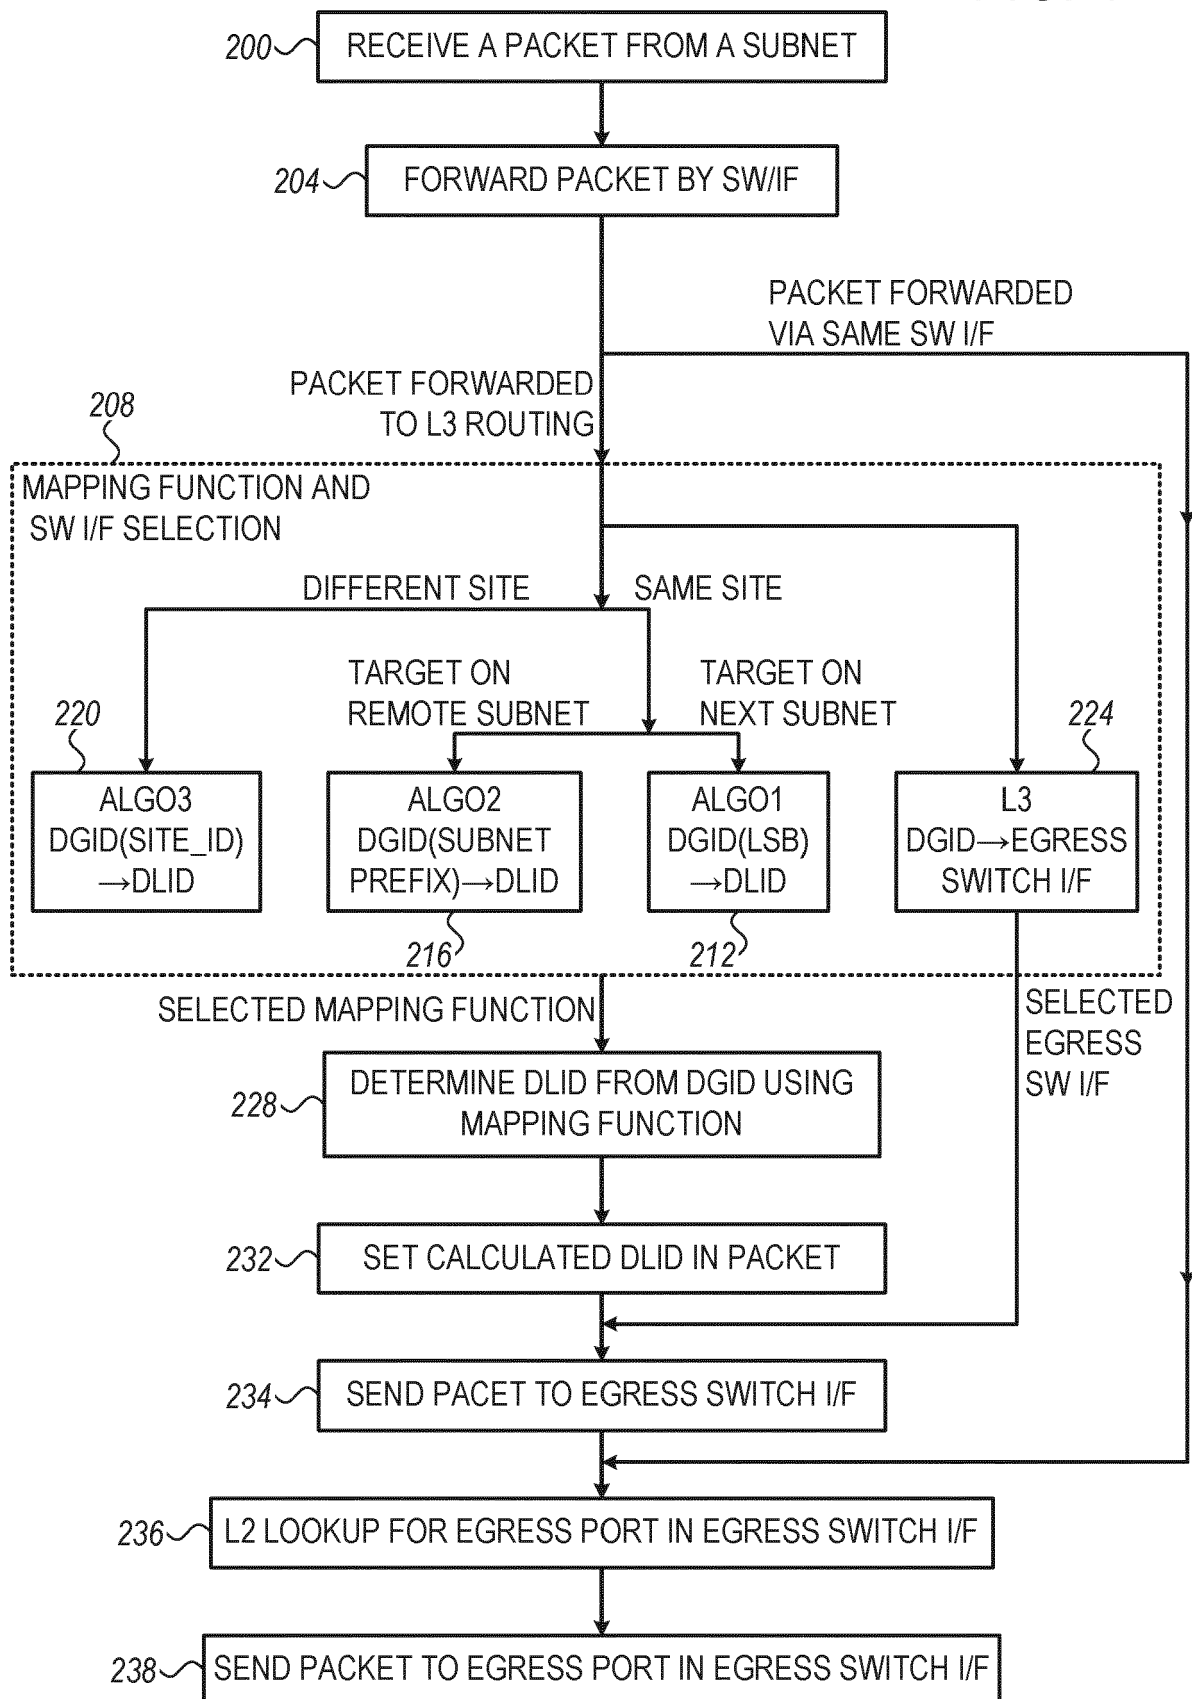 200
RECEIVE A PACKET FROM A SUBNET
204
FORWARD PACKET BY SW/IF
PACKET FORWARDED
VIA SAME SW I/F
PACKET FORWARDED
TO L3 ROUTING
208
MAPPING FUNCTION AND
SW I/F SELECTION
DIFFERENT SITE
SAME SITE
TARGET ON
REMOTE SUBNET
TARGET ON
NEXT SUBNET
220
ALGO3
DGID(SITE_ID)
→DLID
ALGO2
DGID(SUBNET
PREFIX)→DLID
216
ALGO1
DGID(LSB)
→DLID
212
224
L3
DGID→EGRESS
SWITCH I/F
SELECTED MAPPING FUNCTION
SELECTED
EGRESS
SW I/F
228
DETERMINE DLID FROM DGID USING
MAPPING FUNCTION
232
SET CALCULATED DLID IN PACKET
234
SEND PACET TO EGRESS SWITCH I/F
236
L2 LOOKUP FOR EGRESS PORT IN EGRESS SWITCH I/F
238
SEND PACKET TO EGRESS PORT IN EGRESS SWITCH I/F